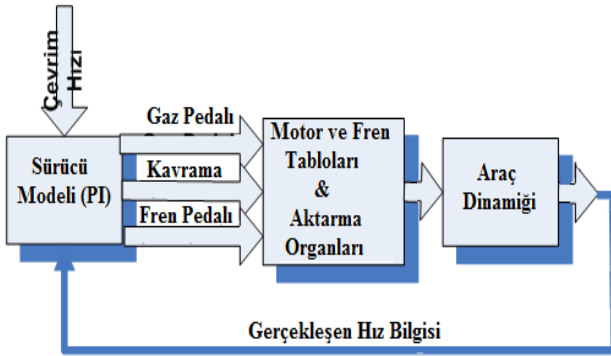 Çevrim
Hızı
Sürücü
Modeli (PI)
Gaz Pedalı
Kavrama
Fren Pedalı
Motor ve Fren
Tabloları
&
Aktarma
Organları
Araç
Dinamiği
Gerçekleşen Hız Bilgisi